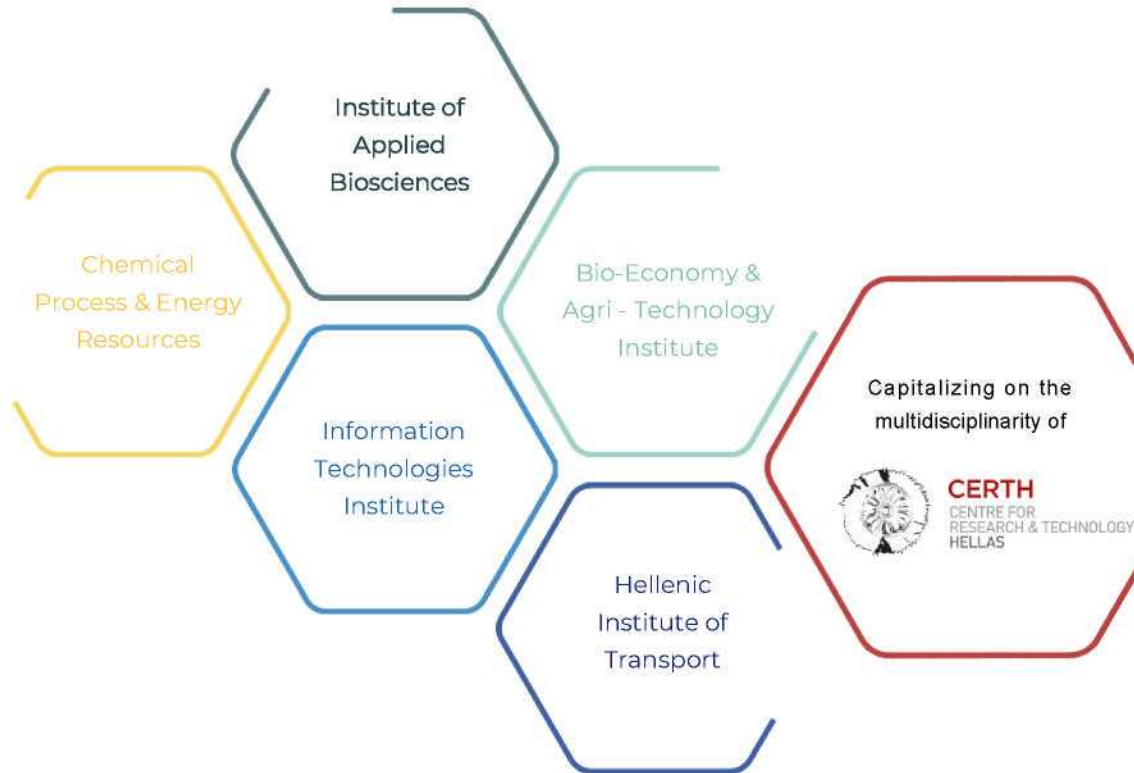 Institute of
Applied
Biosciences
Chemical
Process & Energy
Resources
Bio-Economy &
Agri - Technology
Institute
Information
Technologies
Institute
Capitalizing on the
multidisciplinarity of
CERTH
CENTRE FOR
RESEARCH & TECHNOLOGY
HELLAS
Hellenic
Institute of
Transport